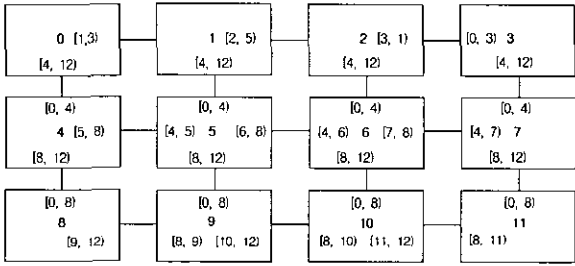 0 [1,3) 1 [2, 5) 2 [3, 1) [0, 3) 3
[4, 12) [4, 12) [4, 12) [4, 12)
[0, 4) [0, 4) [0, 4) [0, 4)
4 [5, 8) [4, 5) 5 [6, 8) [4, 6) 6 [7, 8) [4, 7) 7
[8, 12) [8, 12) [8, 12) [8, 12)
[0, 8) [0, 8) [0, 8) [0, 8)
8 9 10 11
[9, 12) [8, 9) [10, 12) [8, 10) [11, 12) [8, 11)